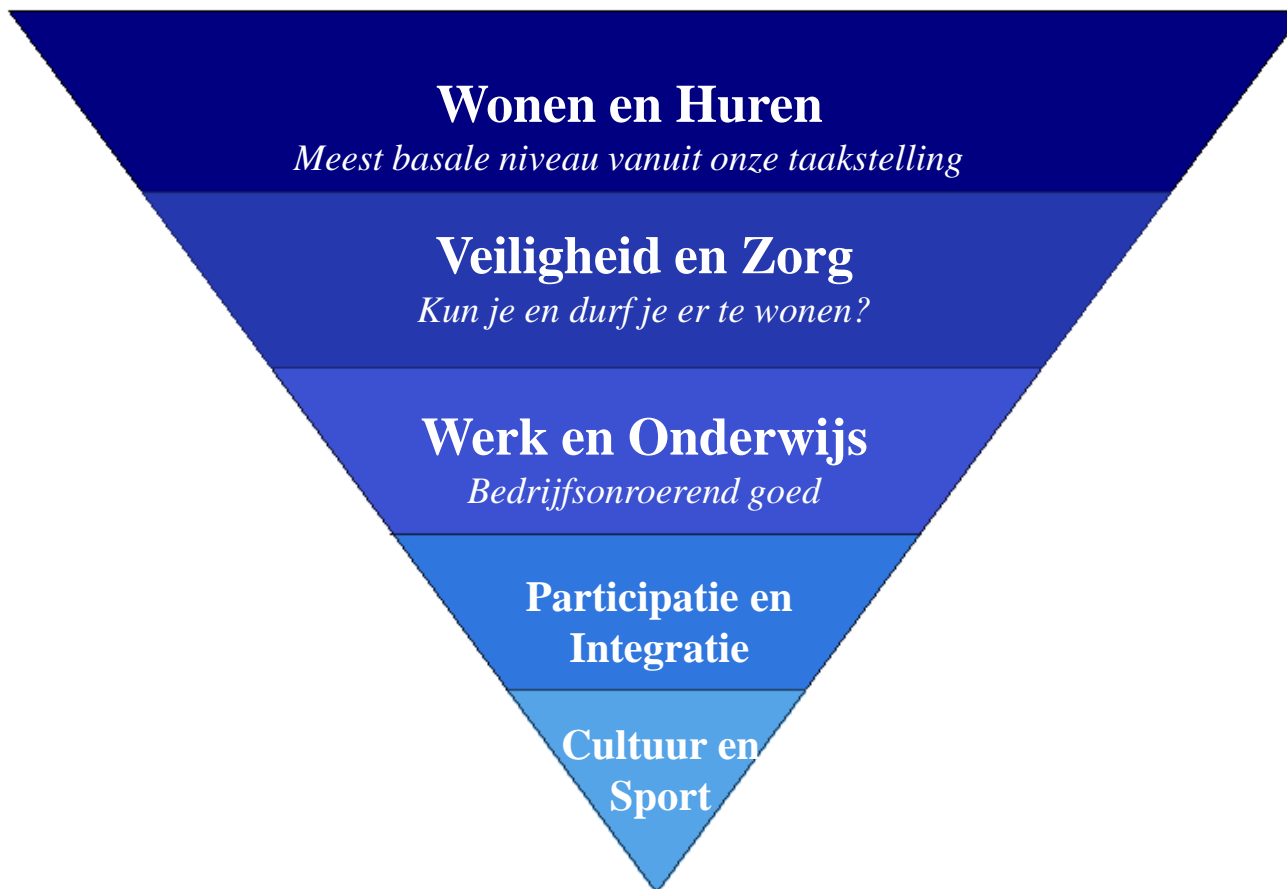 Wonen en Huren
Meest basale niveau vanuit onze taakstelling
Veiligheid en Zorg
Kun je en durf je er te wonen?
Werk en Onderwijs
Bedrijfsonroerend goed
Participatie en
Integratie
Cultuur en
Sport